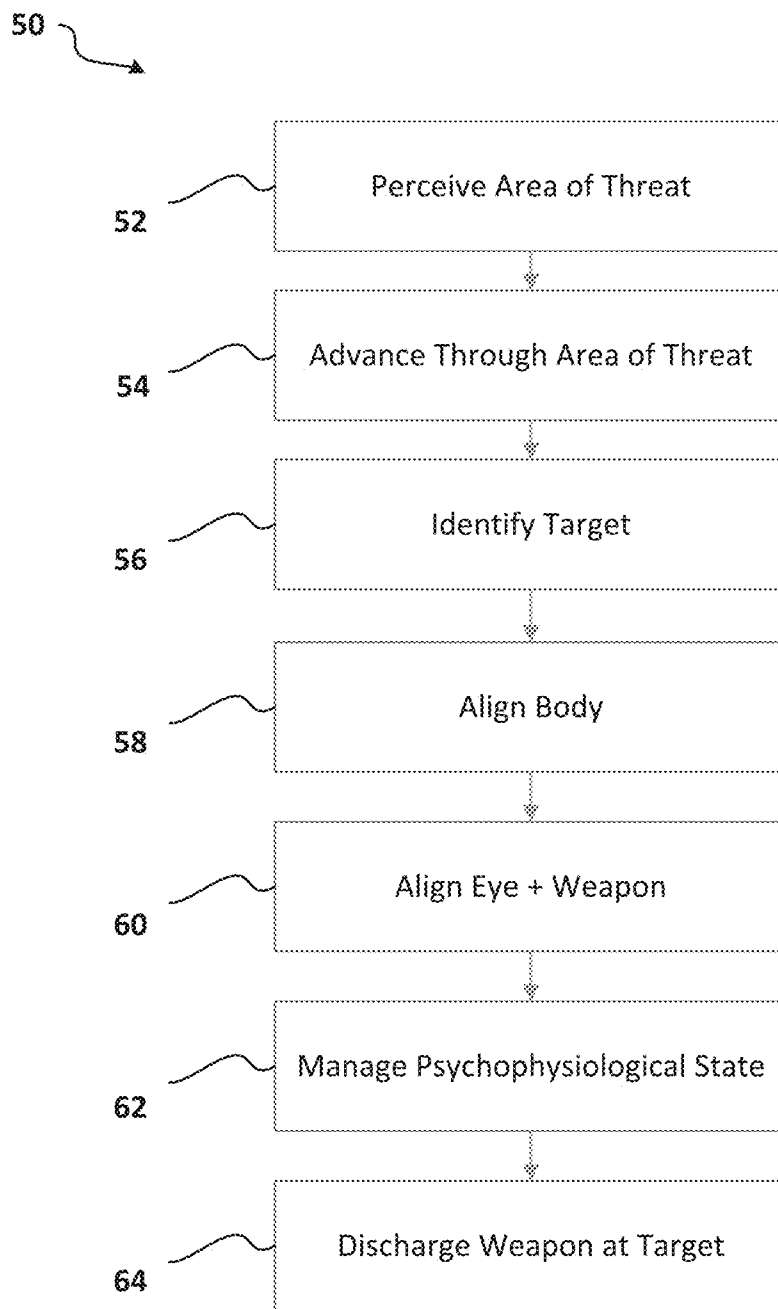 50
Perceive Area of Threat
52
Advance Through Area of Threat
54
Identify Target
56
Align Body
58
Align Eye + Weapon
60
Manage Psychophysiological State
62
Discharge Weapon at Target
64